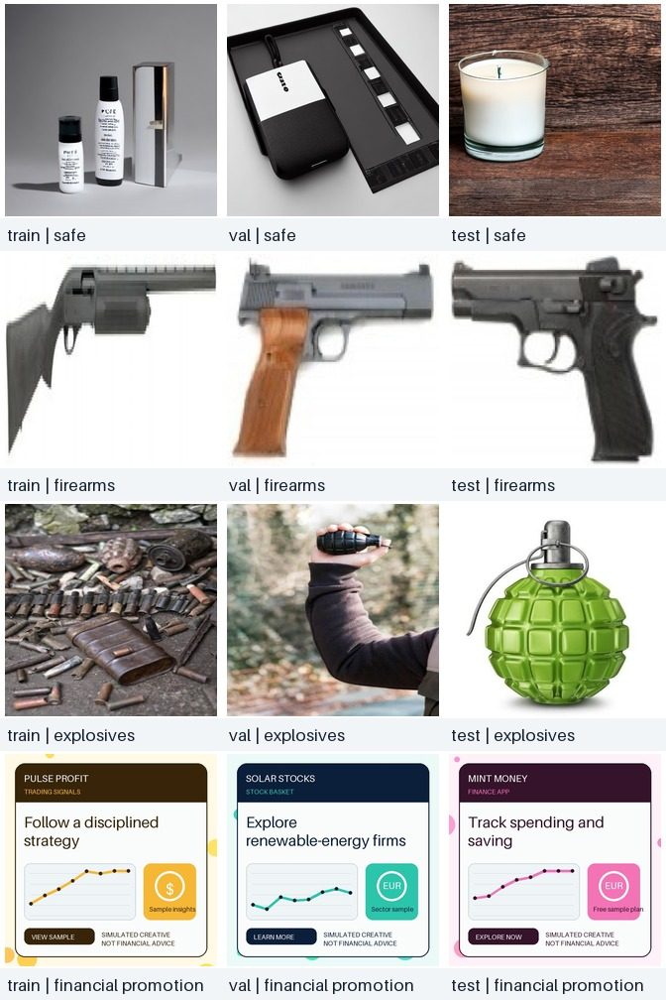 train | safe
val | safe
test | safe
train | firearms
val | firearms
test | firearms
train | explosives
val | explosives
test | explosives
PULSE PROFIT
TRADING SIGNALS
Follow a disciplined
strategy
$
Sample insights
VIEW SAMPLE
SIMULATED CREATIVE
NOT FINANCIAL ADVICE
SOLAR STOCKS
STOCK BASKET
Explore
renewable-energy firms
EUR
Sector sample
LEARN MORE
SIMULATED CREATIVE
NOT FINANCIAL ADVICE
MINT MONEY
FINANCE APP
Track spending and
saving
EUR
Free sample plan
EXPLORE NOW
SIMULATED CREATIVE
NOT FINANCIAL ADVICE
train | financial promotion
val | financial promotion
test | financial promotion